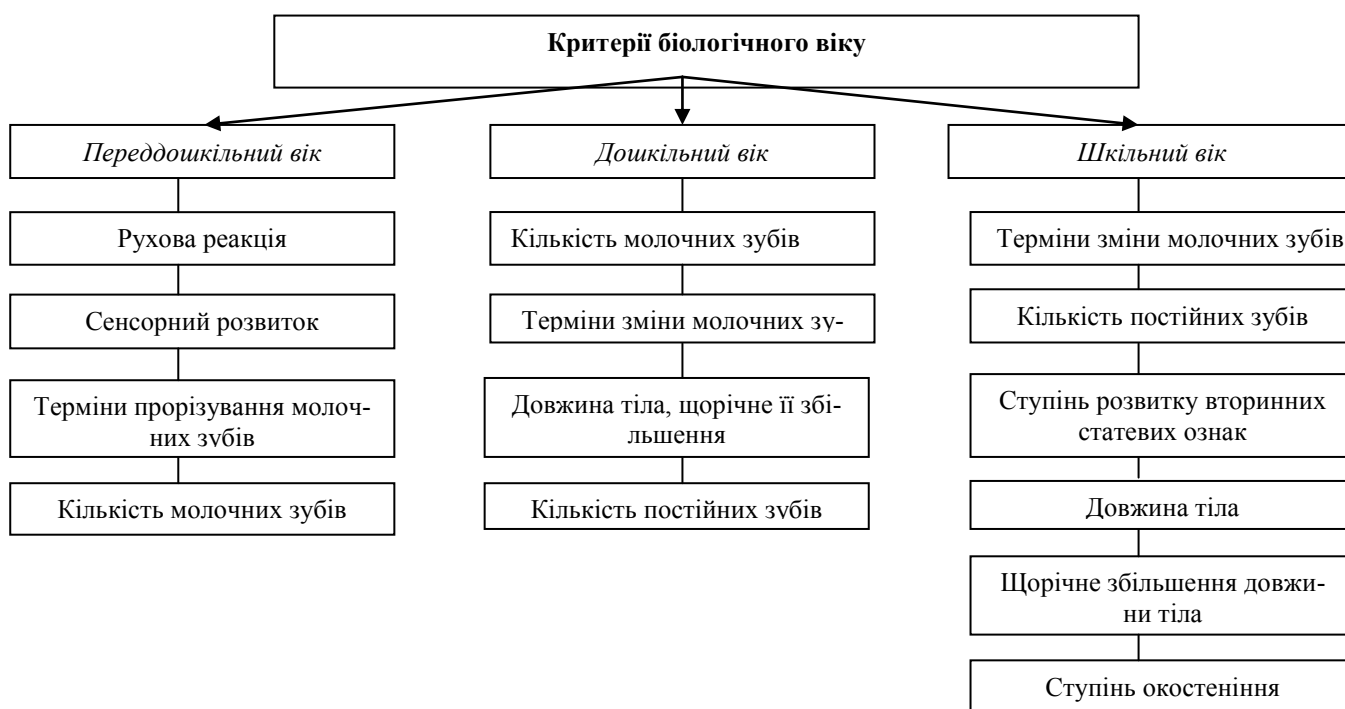 Критерії біологічного віку
Переддошкільний вік
Рухова реакція
Сенсорний розвиток
Терміни прорізування молоч-
них зубів
Кількість молочних зубів
Дошкільний вік
Кількість молочних зубів
Терміни зміни молочних зу-
Довжина тіла, щорічне її збі-
льшення
Кількість постійних зубів
Шкільний вік
Терміни зміни молочних зубів
Кількість постійних зубів
Ступінь розвитку вторинних
статевих ознак
Довжина тіла
Щорічне збільшення довжи-
ни тіла
Ступінь окостеніння